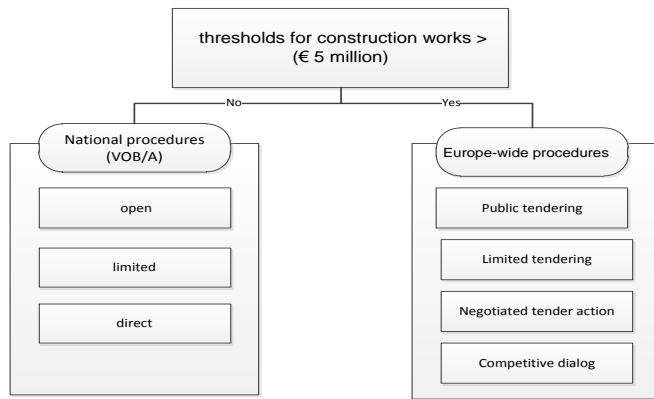 thresholds for construction works >
(€ 5 million)
No
Yes
National procedures
(VOB/A)
open
limited
direct
Europe-wide procedures
Public tendering
Limited tendering
Negotiated tender action
Competitive dialog